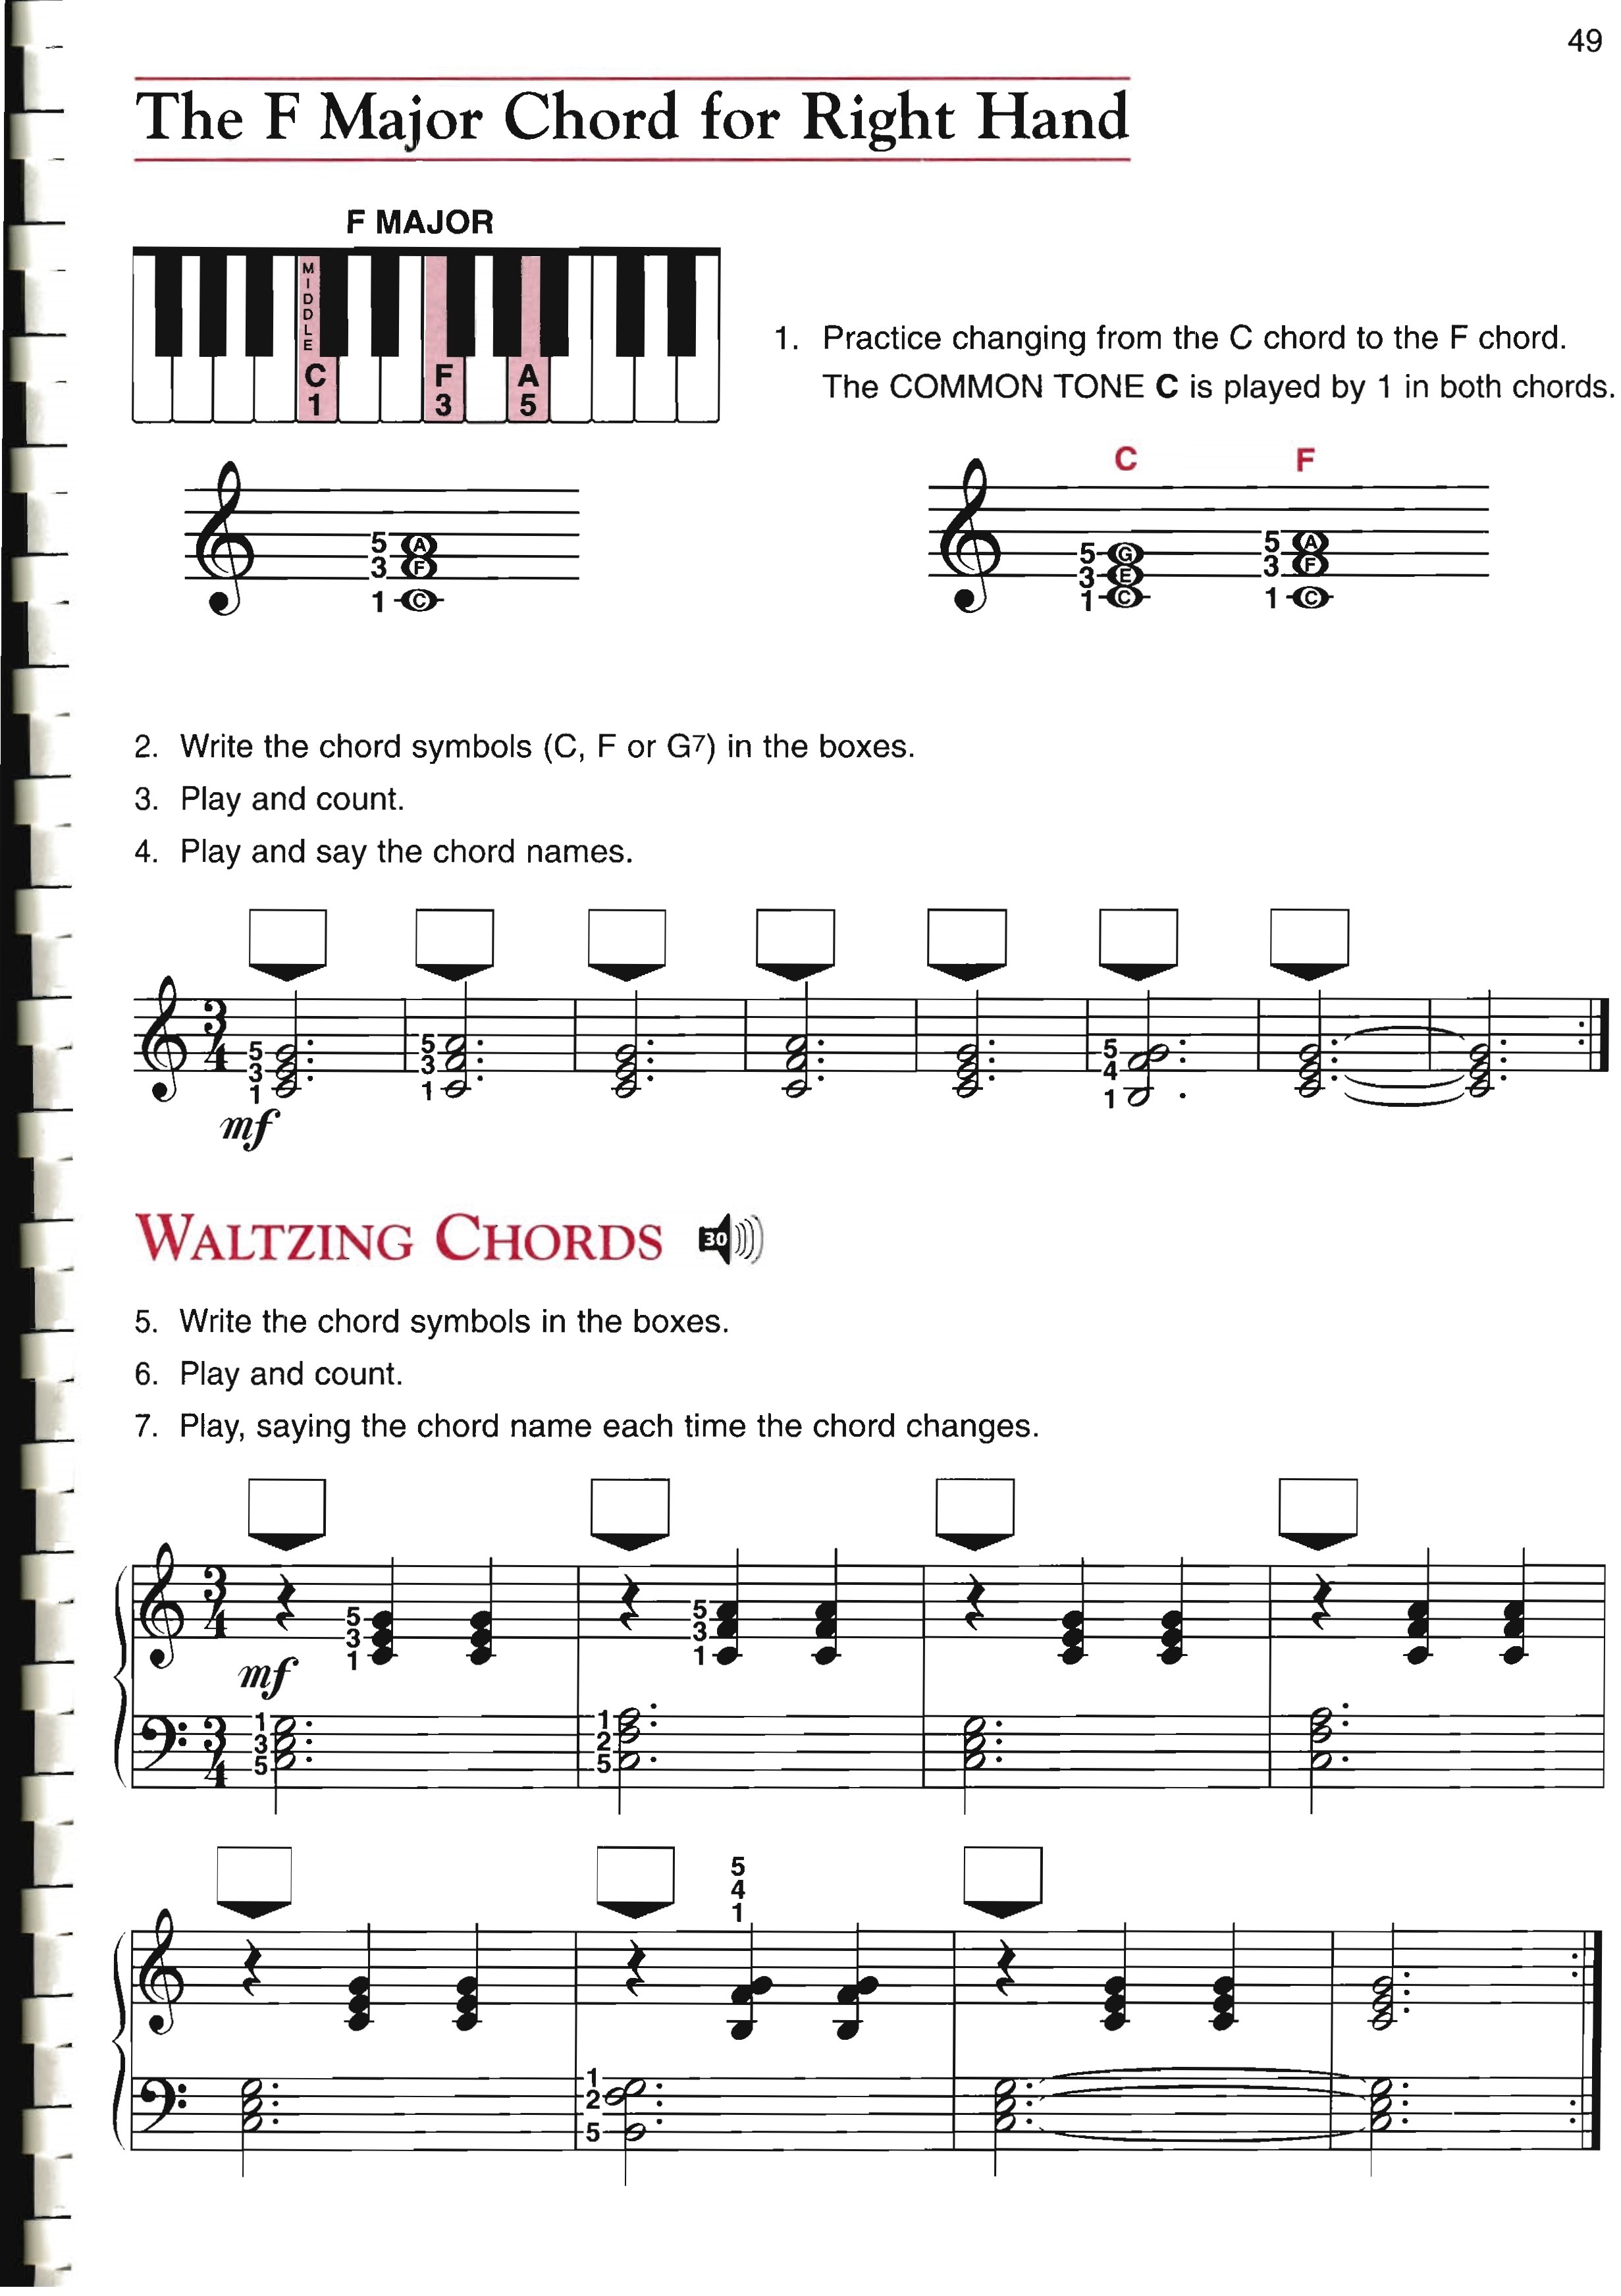 49
The F Major Chord for Right Hand
F MAJOR
MIDDLE
C F A
1 3 5
1. Practice changing from the C chord to the F chord.
The COMMON TONE C is played by 1 in both chords.
C F
5 A
3 F
1 C
5 G
3 E
1 C
5 A
3 F
1 C
2. Write the chord symbols (C, F or G7) in the boxes.
3. Play and count.
4. Play and say the chord names.
3
4
5
3
1
5
3
1
5
4
1
mf
WALTZING CHORDS 30
5. Write the chord symbols in the boxes.
6. Play and count.
7. Play, saying the chord name each time the chord changes.
3
4
5
3
1
5
3
1
mf
3
4
1
3
5
1
2
5
5
4
1
1
2
5